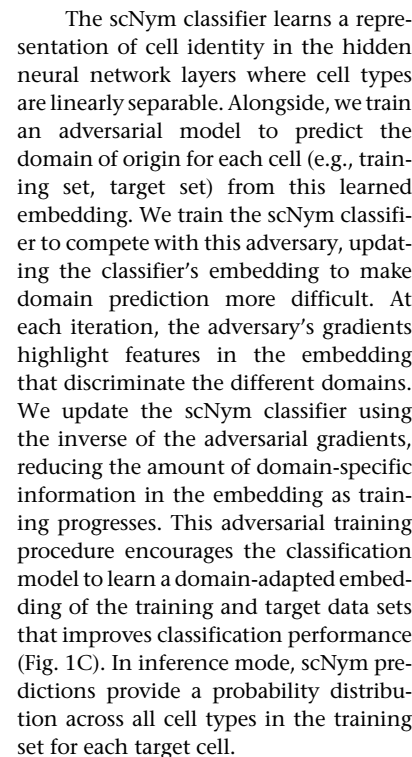 The scNym classifier learns a repre-
sentation of cell identity in the hidden
neural network layers where cell types
are linearly separable. Alongside, we train
an adversarial model to predict the
domain of origin for each cell (e.g., train-
ing set, target set) from this learned
embedding. We train the scNym classifi-
er to compete with this adversary, updat-
ing the classifier's embedding to make
domain prediction more difficult. At
each iteration, the adversary's gradients
highlight features in the embedding
that discriminate the different domains.
We update the scNym classifier using
the inverse of the adversarial gradients,
reducing the amount of domain-specific
information in the embedding as train-
ing progresses. This adversarial training
procedure encourages the classification
model to learn a domain-adapted embed-
ding of the training and target data sets
that improves classification performance
(Fig. 1C). In inference mode, scNym pre-
dictions provide a probability distribu-
tion across all cell types in the training
set for each target cell.